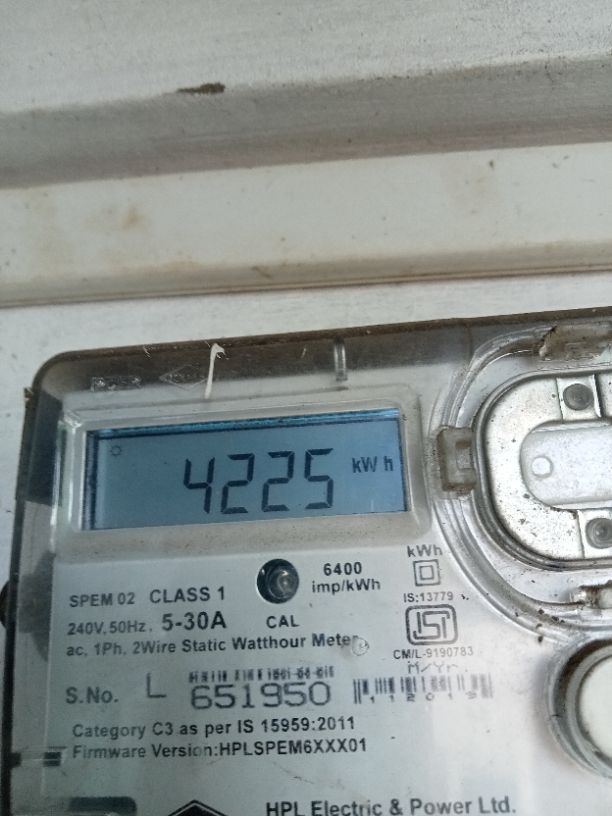 4225 kWh
6400
imp/kWh
kWh
SPEM 02 CLASS 1
IS:13779
240V, 50Hz. 5-30A CAL
ac, 1Ph, 2Wire Static Watthour Meter
CM/L-9190783
M/Yr
S.No. L 651950
Category C3 as per IS 15959:2011
Firmware Version:HPLSPEM6XXX01
HPL Electric & Power Ltd.